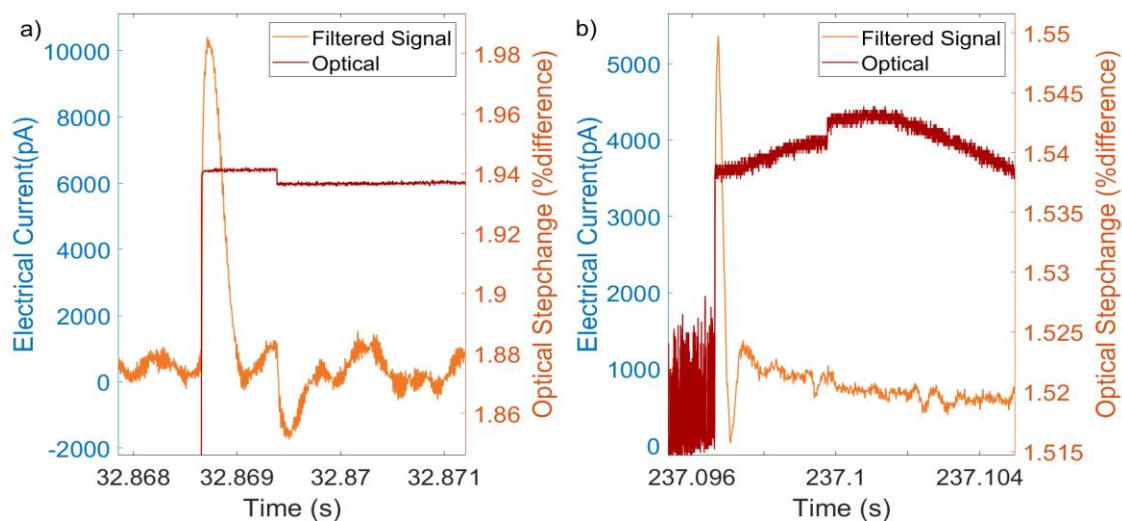 a)
Filtered Signal
Optical
Electrical Current(pA)
10000
8000
6000
4000
2000
0
-2000
1.98
1.96
1.94
1.92
1.9
1.88
1.86
Optical Stepchange (%difference)
32.868
32.869
32.87
32.871
Time (s)
b)
Filtered Signal
Optical
Electrical Current(pA)
5000
4000
3000
2000
1000
0
1.55
1.545
1.54
1.535
1.53
1.525
1.52
1.515
Optical Stepchange (%difference)
237.096
237.1
237.104
Time (s)